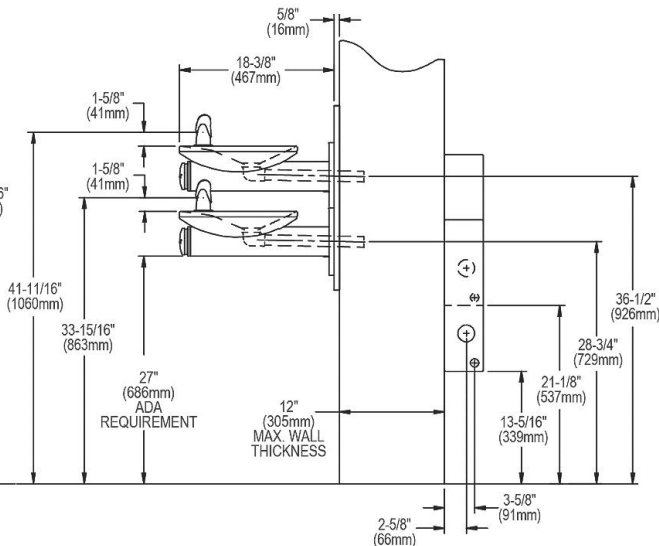 5/8"
(16mm)
18-3/8"
(467mm)
1-5/8"
(41mm)
1-5/8"
(41mm)
41-11/16"
(1060mm)
33-15/16"
(863mm)
27"
(686mm)
ADA
REQUIREMENT
12"
(305mm)
MAX. WALL
THICKNESS
36-1/2"
(926mm)
28-3/4"
(729mm)
21-1/8"
(537mm)
13-5/16"
(339mm)
3-5/8"
(91mm)
2-5/8"
(66mm)